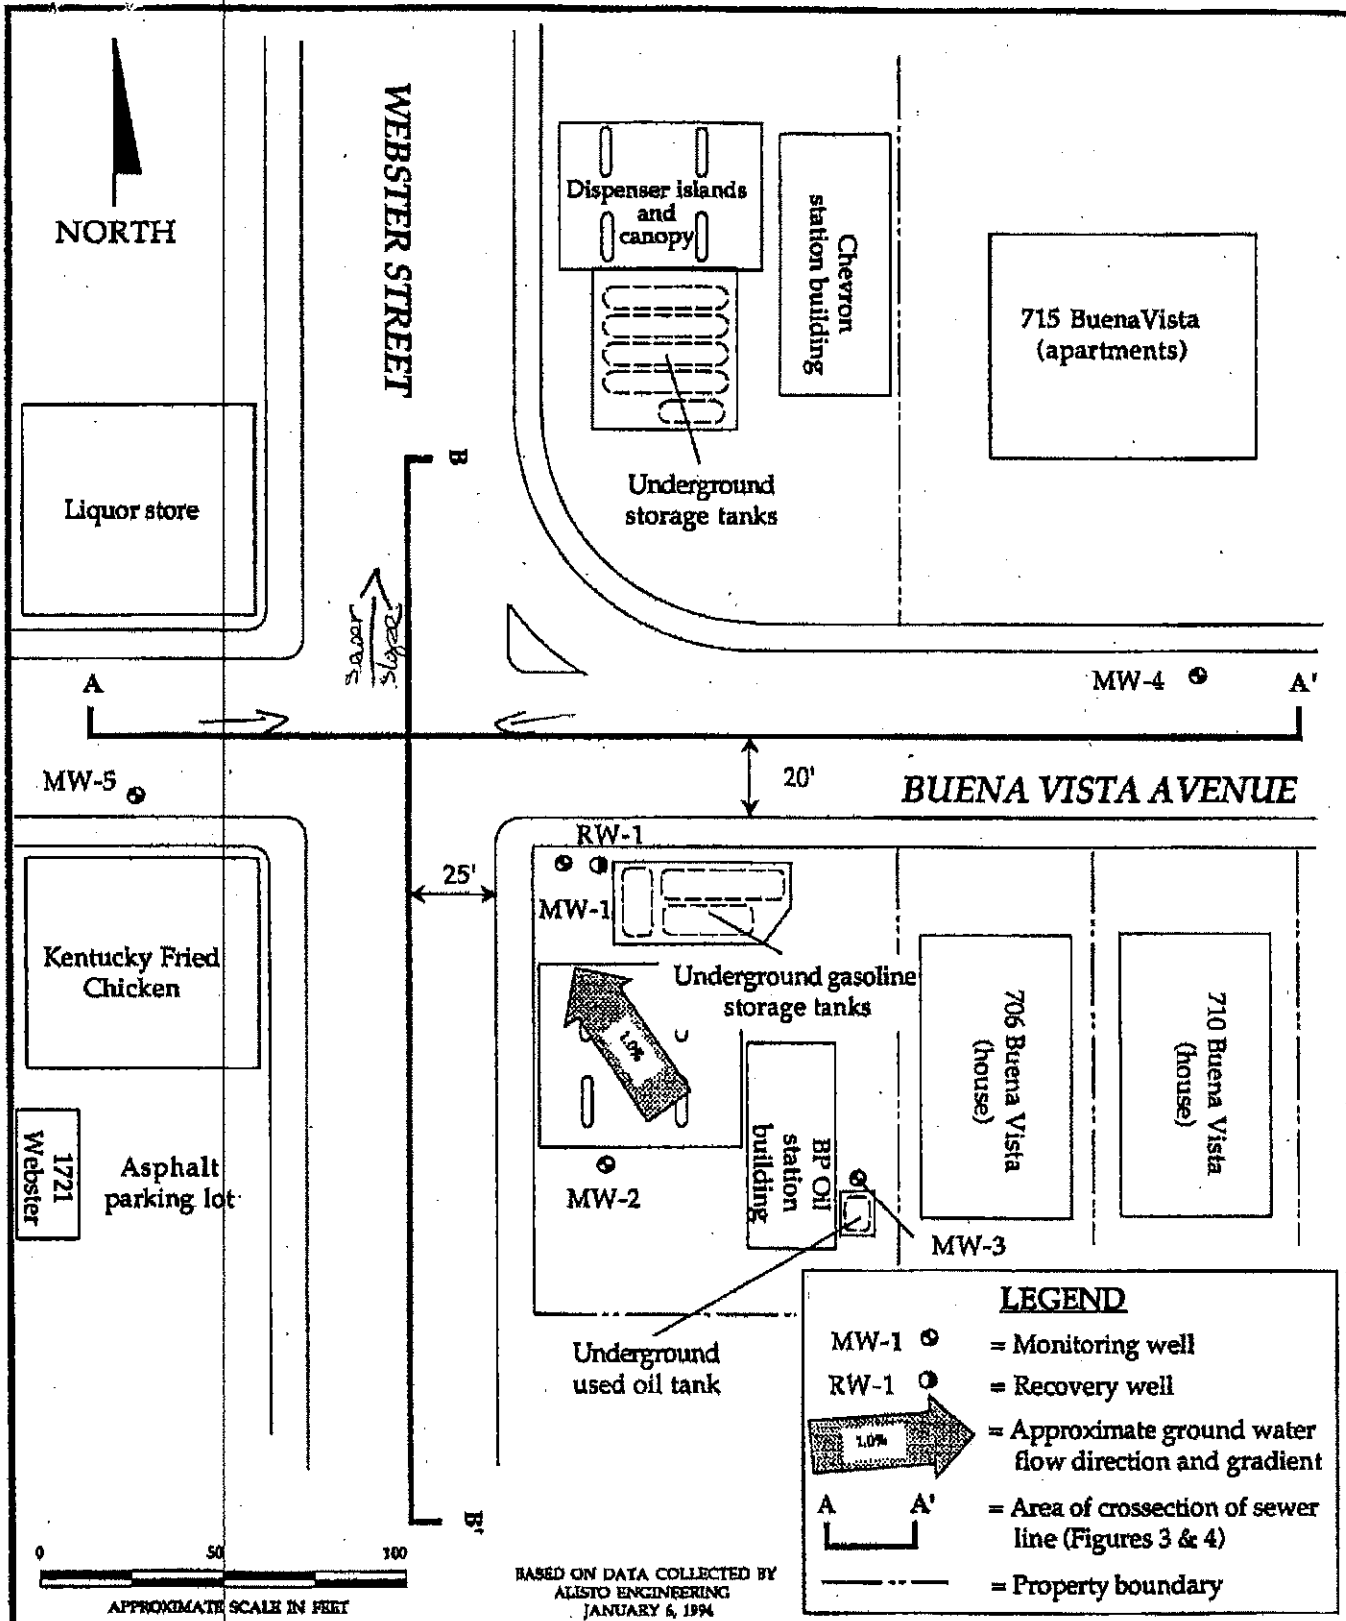 NORTH
WEBSTER STREET
Dispenser islands
and
canopy
Chevron
station building
715 BuenaVista
(apartments)
Underground
storage tanks
Liquor store
B
Sewer
Slope
A
MW-4
A'
MW-5
20'
BUENA VISTA AVENUE
RW-1
25'
MW-1
Kentucky Fried
Chicken
Underground gasoline
storage tanks
1.0%
706 Buena Vista
(house)
710 Buena Vista
(house)
1721
Webster
Asphalt
parking lot
MW-2
BP Oil
station
building
MW-3
Underground
used oil tank
LEGEND
MW-1 = Monitoring well
RW-1 = Recovery well
1.0% = Approximate ground water
flow direction and gradient
A A' = Area of crossection of sewer
line (Figures 3 & 4)
= Property boundary
B'
0 50 100
APPROXIMATE SCALE IN FEET
BASED ON DATA COLLECTED BY
ALISTO ENGINEERING
JANUARY 6, 1994